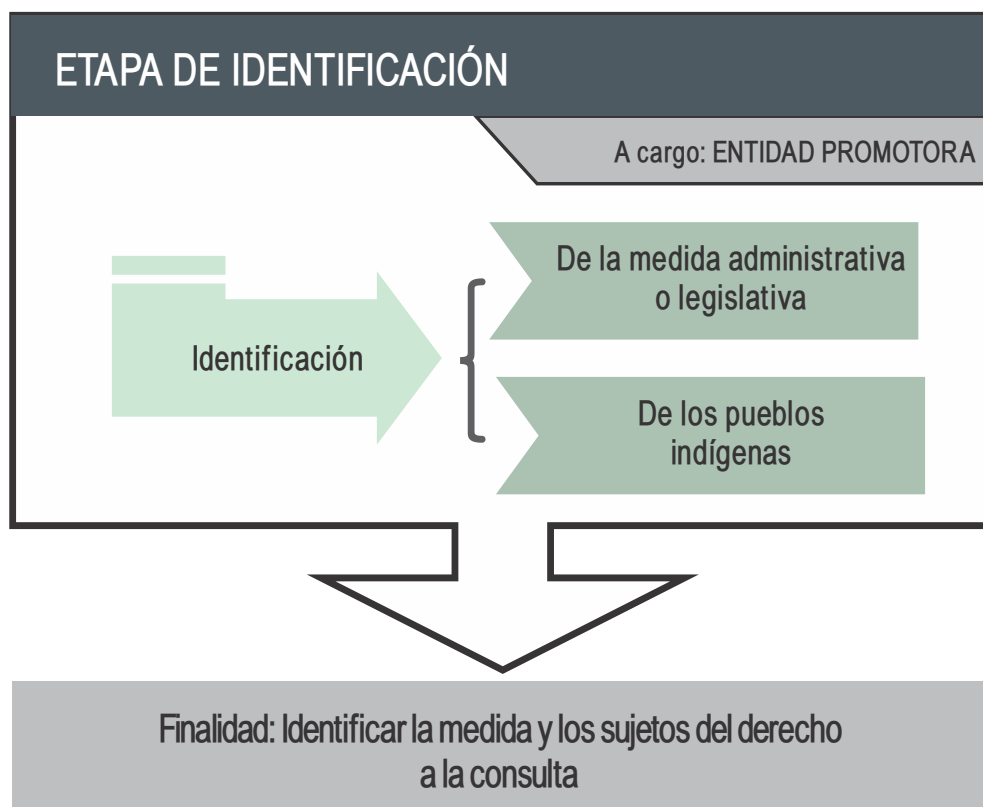 ETAPA DE IDENTIFICACIÓN
A cargo: ENTIDAD PROMOTORA
Identificación
De la medida administrativa
o legislativa
De los pueblos
indígenas
Finalidad: Identificar la medida y los sujetos del derecho
a la consulta